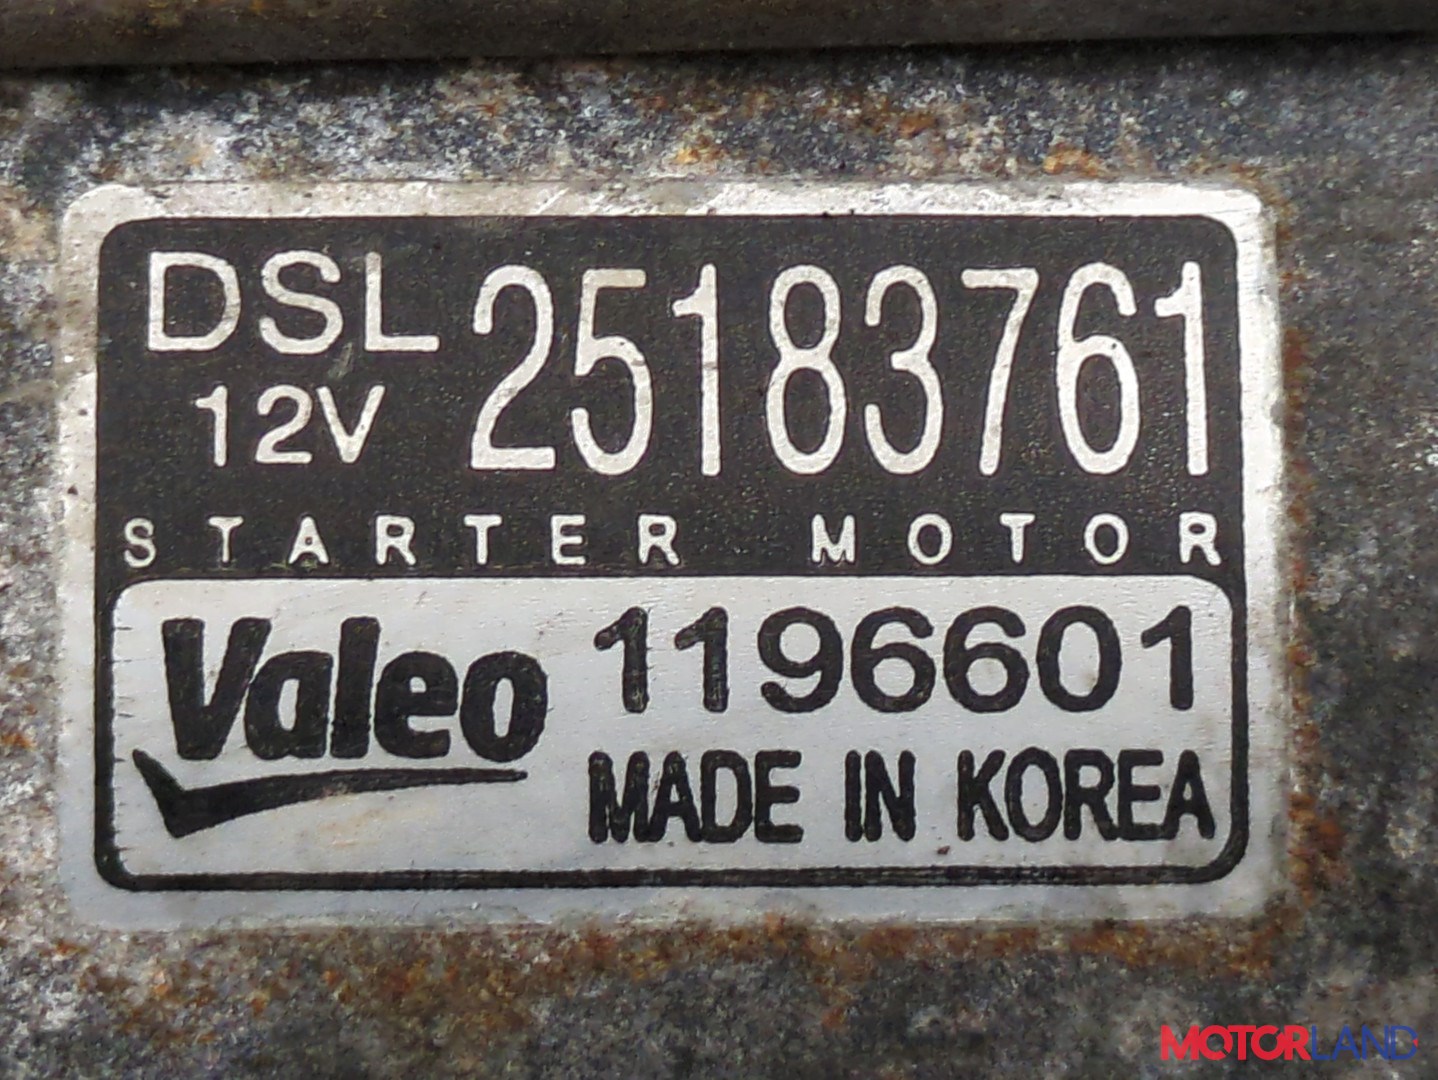 DSL 25183761
12V
STARTER MOTOR
Valeo 1196601
MADE IN KOREA
MOTORLAND